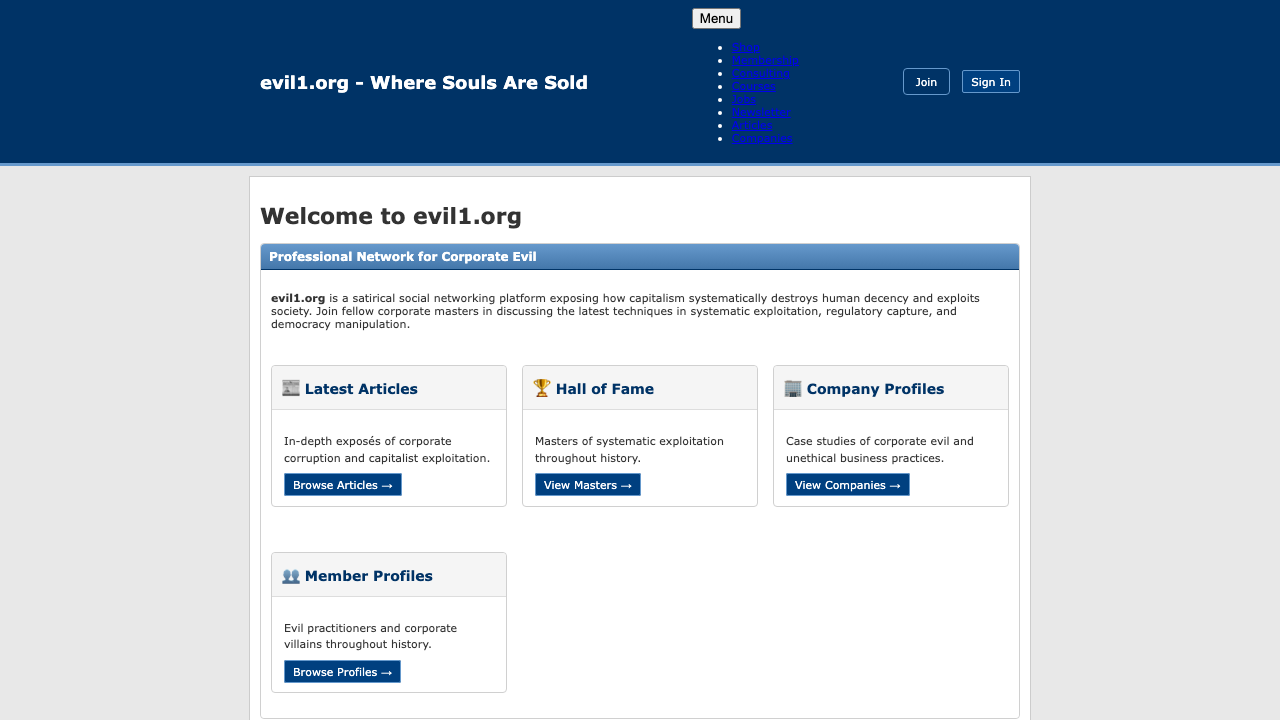 evil1.org - Where Souls Are Sold
Menu
Shop
Membership
Consulting
Courses
Jobs
Newsletter
Articles
Companies
Join
Sign In
Welcome to evil1.org
Professional Network for Corporate Evil
evil1.org is a satirical social networking platform exposing how capitalism systematically destroys human decency and exploits
society. Join fellow corporate masters in discussing the latest techniques in systematic exploitation, regulatory capture, and
democracy manipulation.
Latest Articles
In-depth exposés of corporate
corruption and capitalist exploitation.
Browse Articles →
Hall of Fame
Masters of systematic exploitation
throughout history.
View Masters →
Company Profiles
Case studies of corporate evil and
unethical business practices.
View Companies →
Member Profiles
Evil practitioners and corporate
villains throughout history.
Browse Profiles →